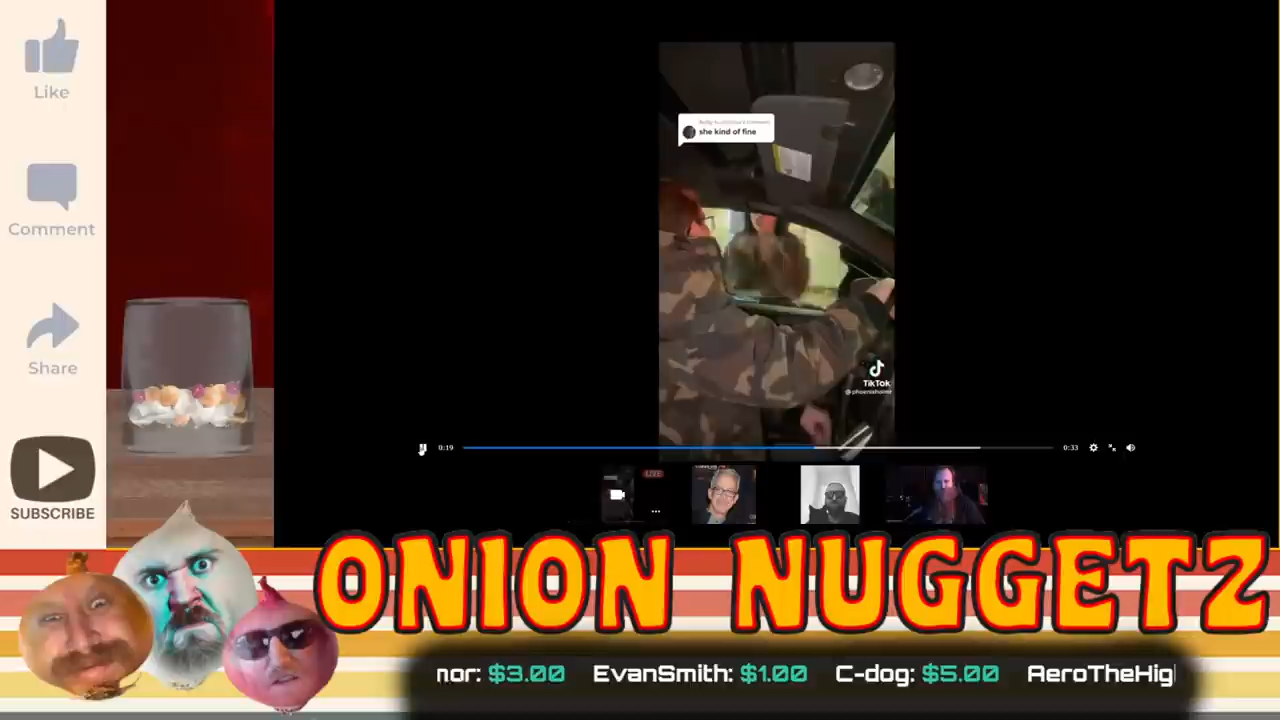 Like
Comment
Share
SUBSCRIBE
she kind of fine
TikTok
0:19
0:33
LIVE
ONION NUGGETZ
nor: $3.00 EvanSmith: $1.00 C-dog: $5.00 AeroTheHig